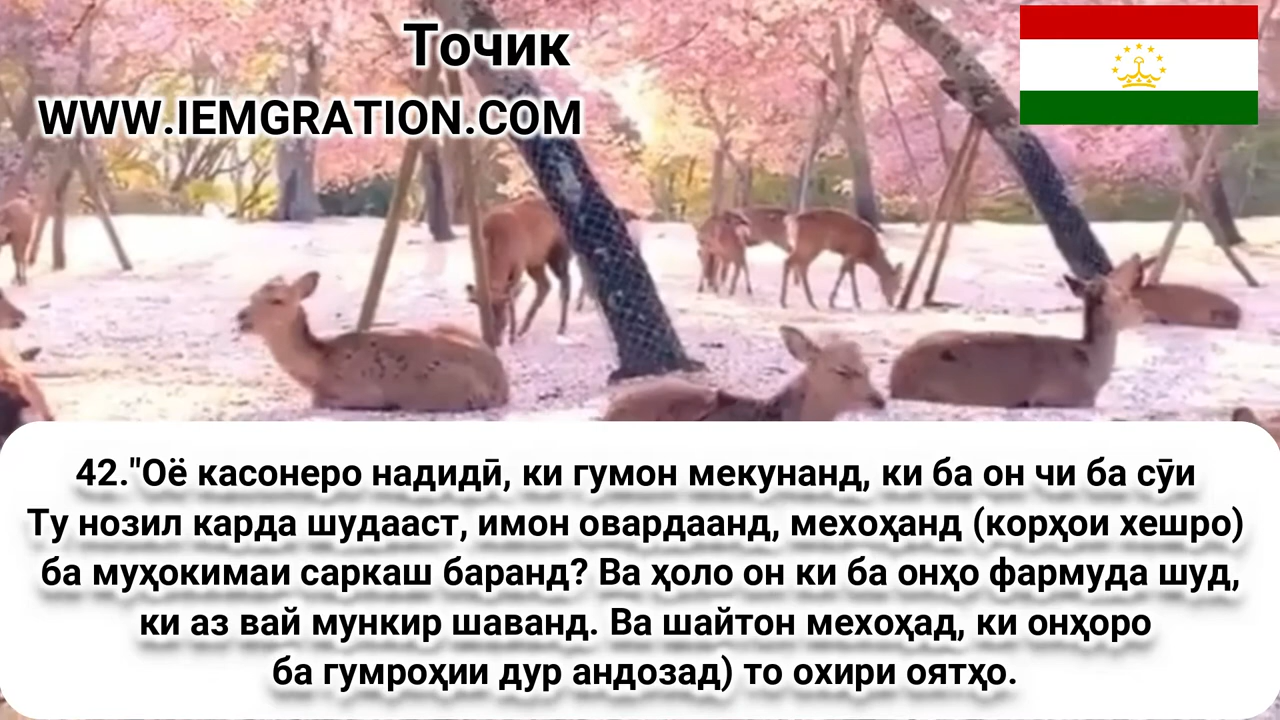 Точик
WWW.IEMGRATION.COM
42."Оё касонеро надидӣ, ки гумон мекунанд, ки ба он чи ба сӯи
Ту нозил карда шудааст, имон овардаанд, мехоҳанд (корҳои хешро)
ба муҳокимаи саркаш баранд? Ва ҳоло он ки ба онҳо фармуда шуд,
ки аз вай мункир шаванд. Ва шайтон мехоҳад, ки онҳоро
ба гумроҳии дур андозад) то охири оятҳо.